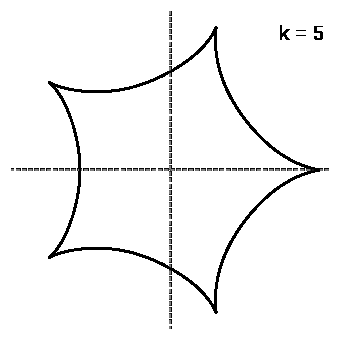 k = 5